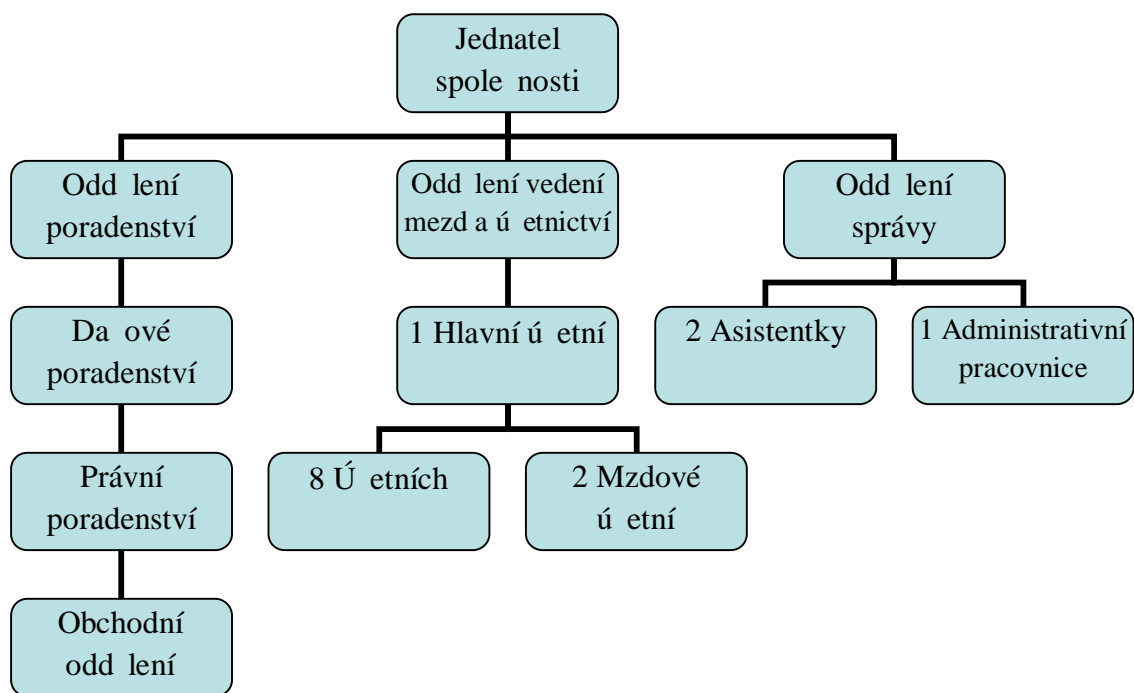 Jednatel
spole nosti
Odd lení
poradenství
Odd lení vedení
mezd a ú etnictví
Odd lení
správy
Da ové
poradenství
1 Hlavní ú etní
2 Asistentky
1 Administrativní
pracovnice
Právní
poradenství
8 Ú etních
2 Mzdové
ú etní
Obchodní
odd lení